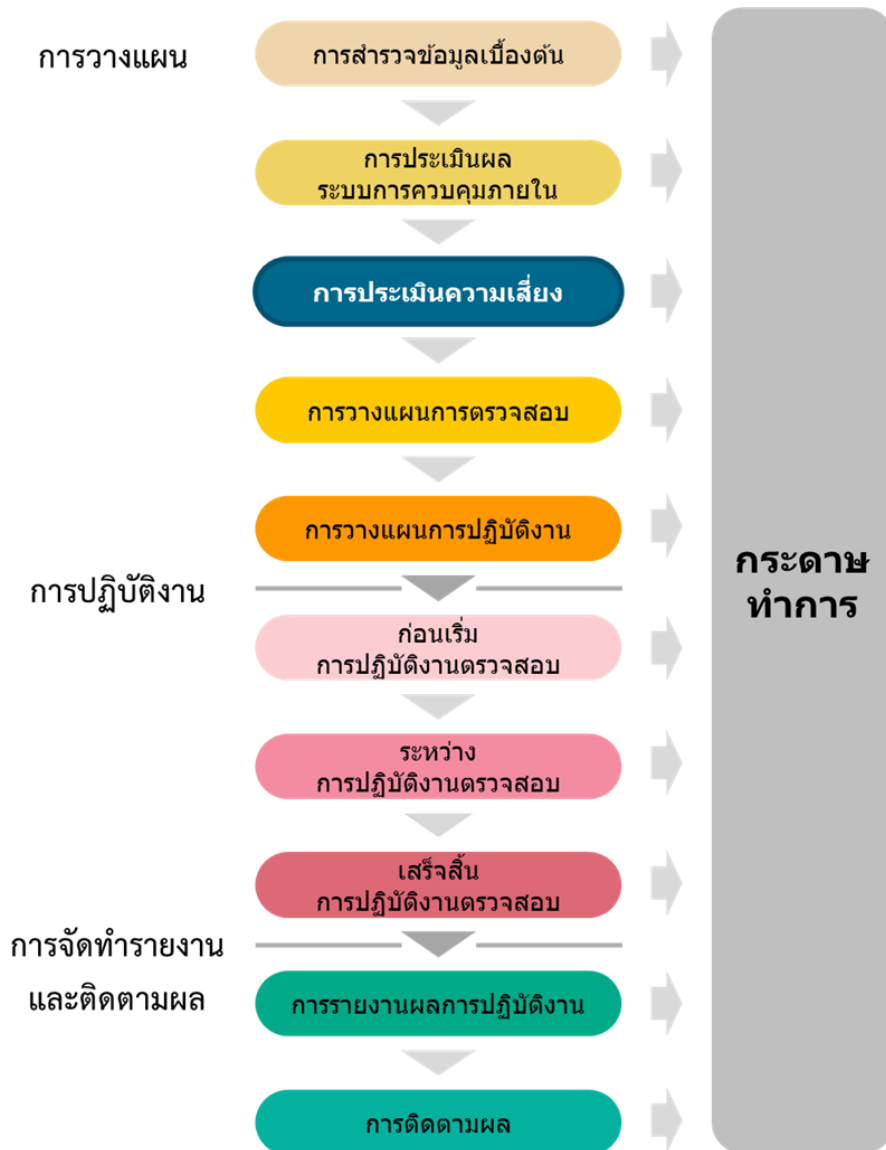 การวางแผน
การสำรวจข้อมูลเบื้องต้น
การประเมินผล
ระบบการควบคุมภายใน
การประเมินความเสี่ยง
การวางแผนการตรวจสอบ
การวางแผนการปฏิบัติงาน
การปฏิบัติงาน
ก่อนเริ่ม
การปฏิบัติงานตรวจสอบ
ระหว่าง
การปฏิบัติงานตรวจสอบ
เสร็จสิ้น
การปฏิบัติงานตรวจสอบ
การจัดทำรายงาน
และติดตามผล
การรายงานผลการปฏิบัติงาน
การติดตามผล
กระดาษ
ทำการ